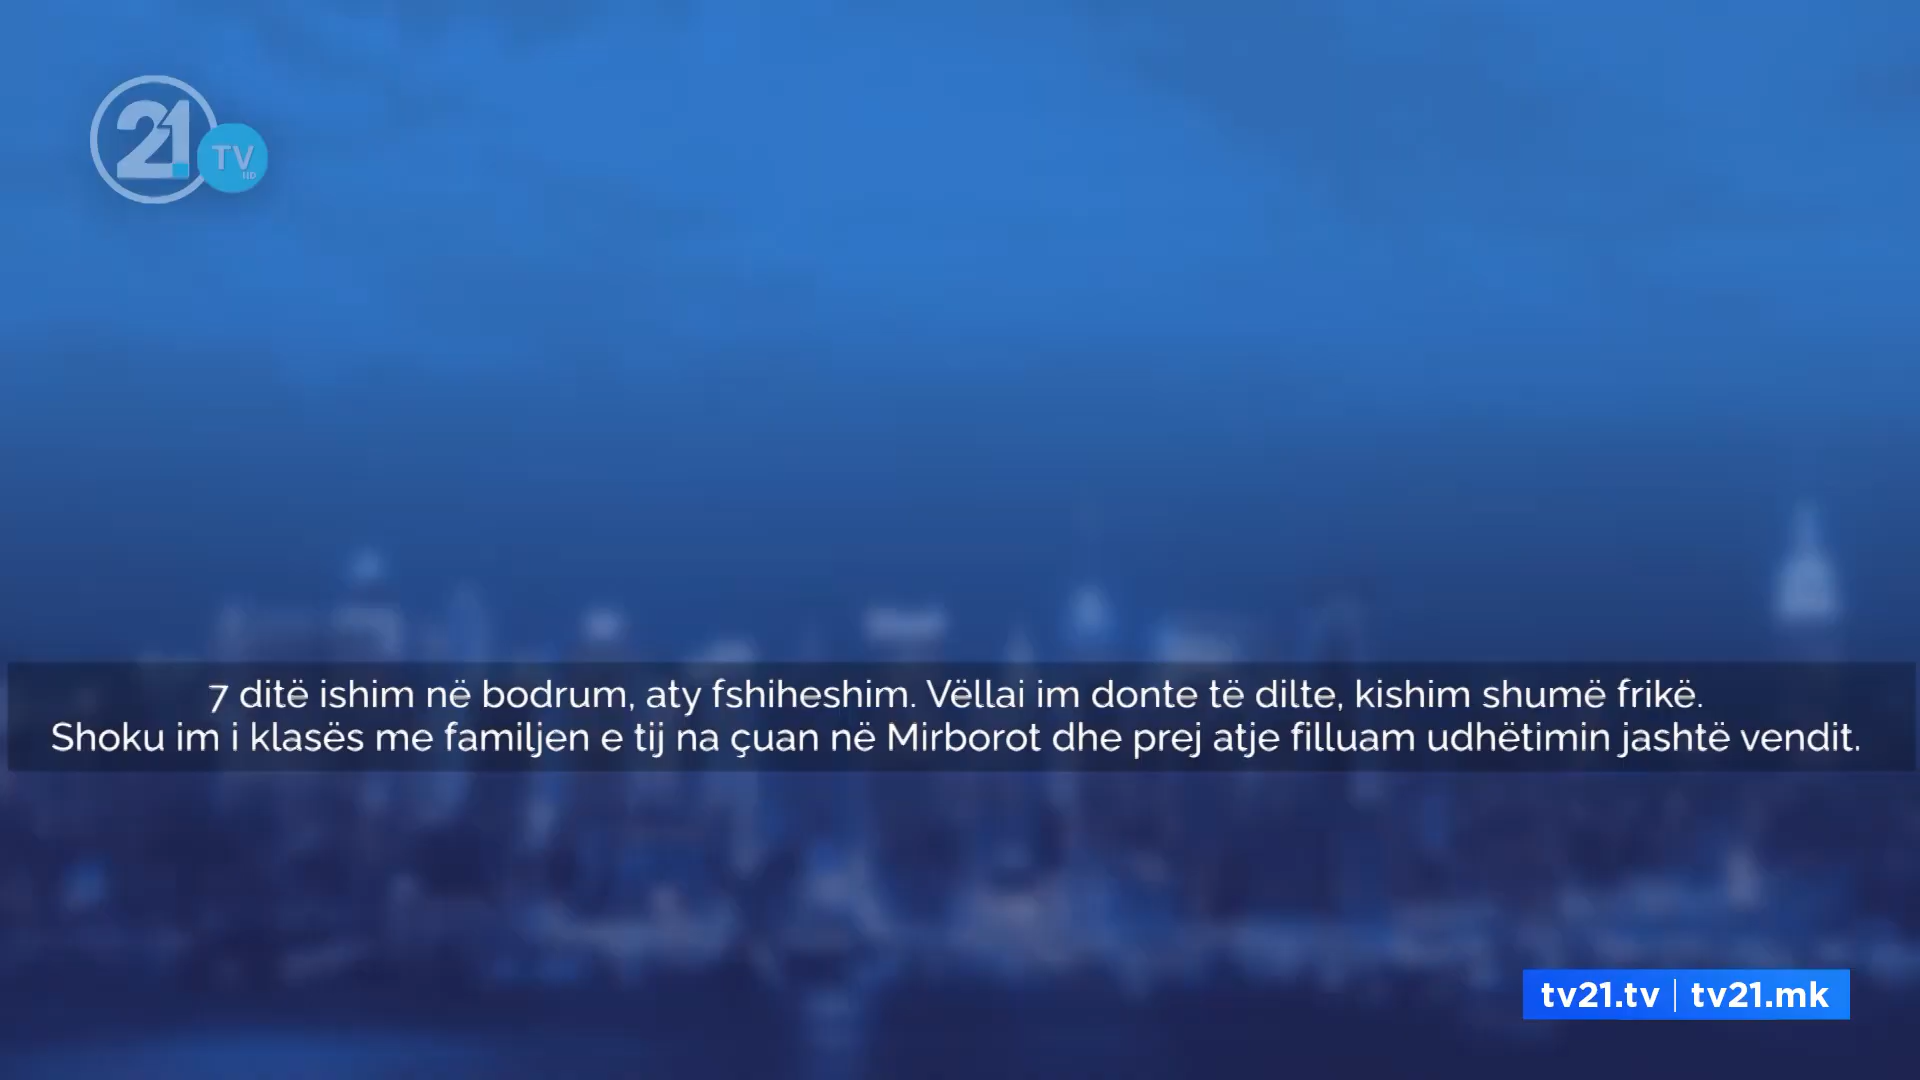 21.
TV
HD
7 ditë ishim në bodrum, aty fshiheshim. Vëllai im donte të dilte, kishim shumë frikë.
Shoku im i klasës me familjen e tij na çuan në Mirborot dhe prej atje filluam udhëtimin jashtë vendit.
tv21.tv | tv21.mk